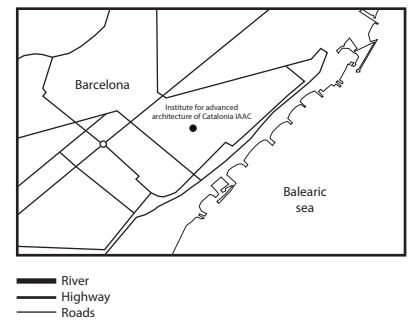 Barcelona
Institute for advanced
architecture of Catalonia IAAC
Balearic
sea
River
Highway
Roads